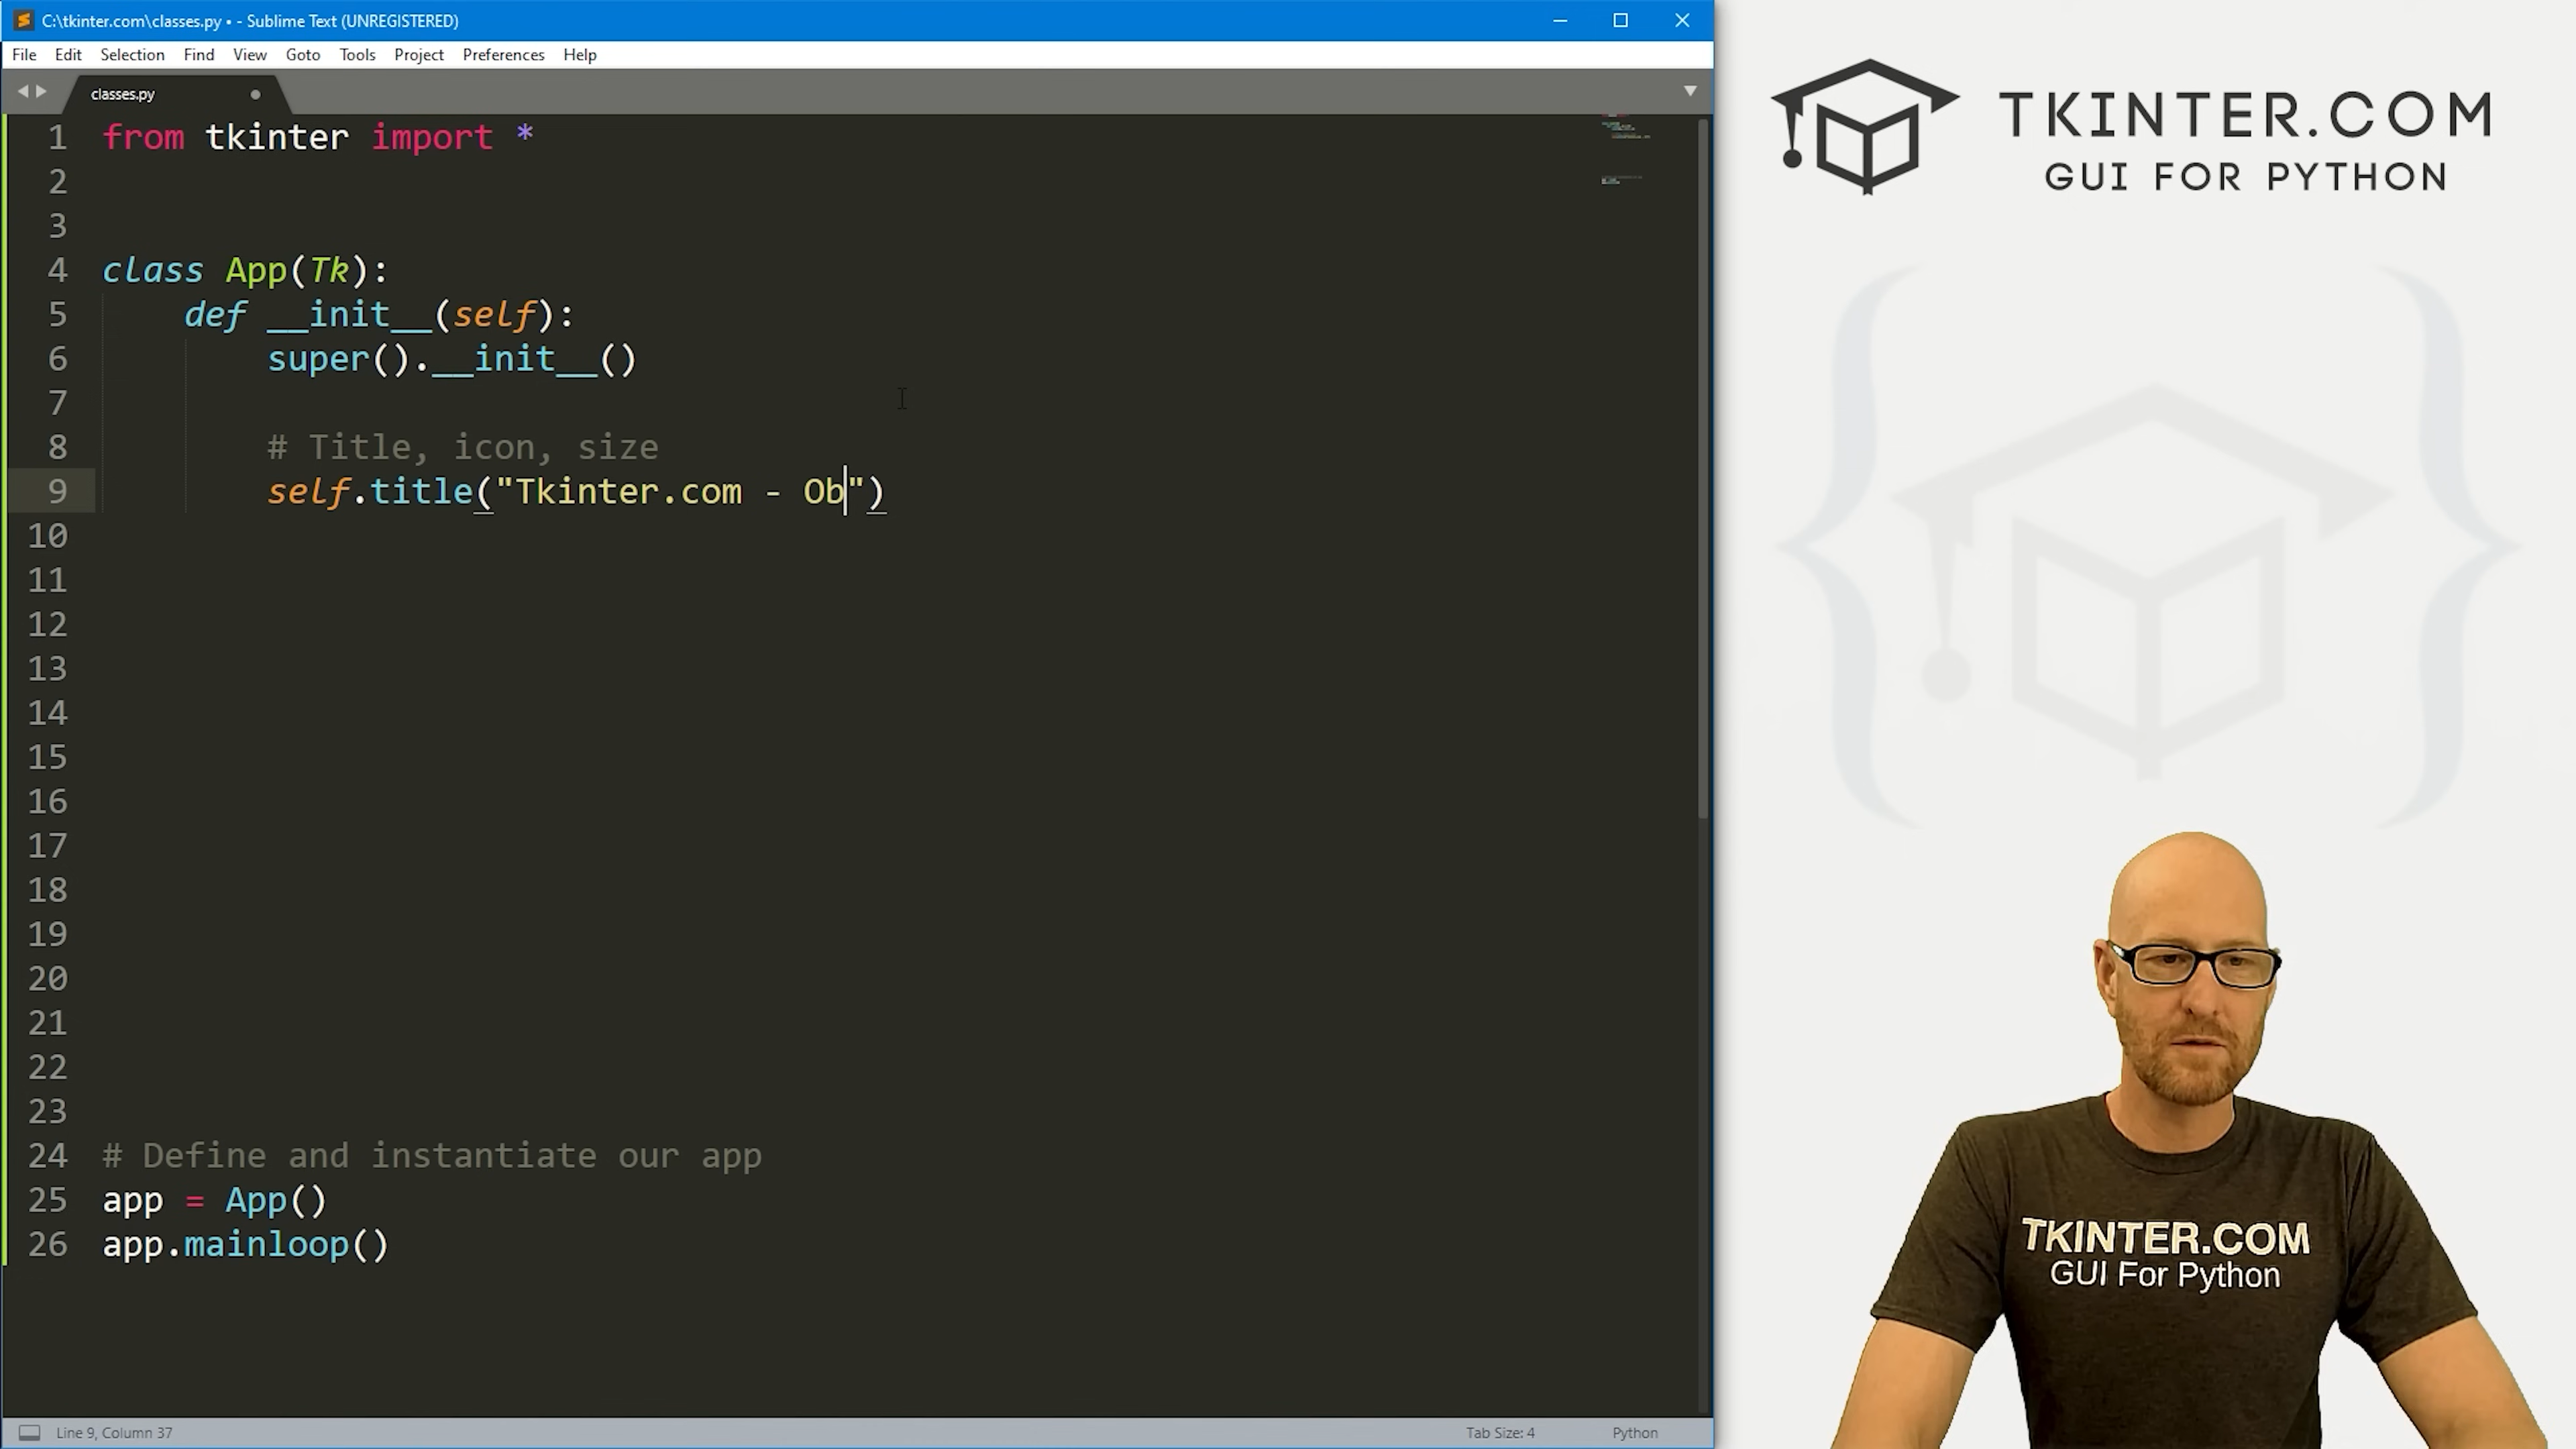 C:\tkinter.com\classes.py • - Sublime Text (UNREGISTERED)
File Edit Selection Find View Goto Tools Project Preferences Help
classes.py
1 from tkinter import *
2
3
4 class App(Tk):
5 def __init__(self):
6 super().__init__()
7
8 # Title, icon, size
9 self.title("Tkinter.com - Ob")
10
11
12
13
14
15
16
17
18
19
20
21
22
23
24 # Define and instantiate our app
25 app = App()
26 app.mainloop()
Line 9, Column 37 Tab Size: 4 Python
TKINTER.COM
GUI FOR PYTHON
TKINTER.COM
GUI For Python